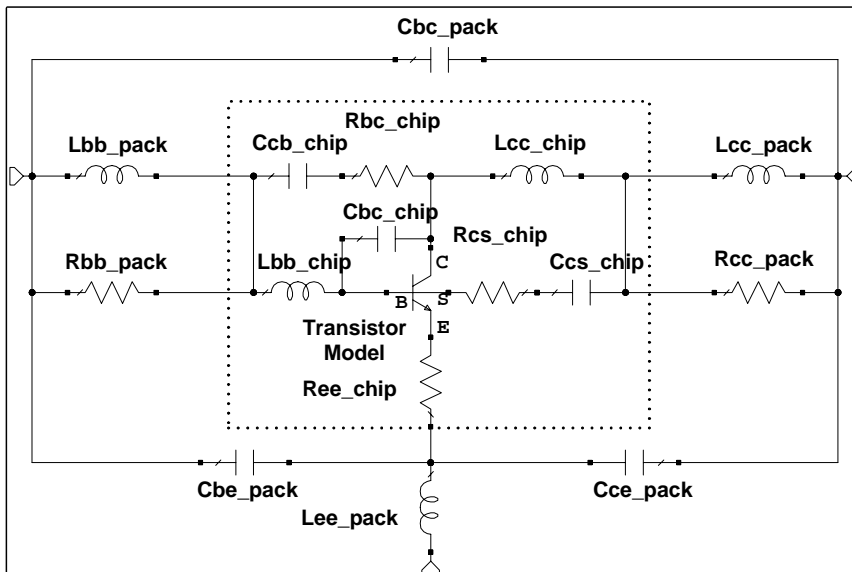 Cbc_pack
Rbc_chip
Lbb_pack
Ccb_chip
Lcc_chip
Lcc_pack
Cbc_chip
Rcs_chip
Rbb_pack
Lbb_chip
C
Ccs_chip
Rcc_pack
B
S
Transistor
Model
E
Ree_chip
Cbe_pack
Cce_pack
Lee_pack